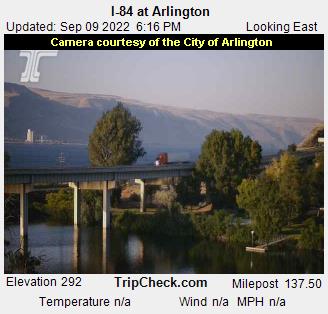 I-84 at Arlington
Updated: Sep 09 2022 6:16 PM Looking East
Camera courtesy of the City of Arlington
Elevation 292 TripCheck.com Milepost 137.50
Temperature n/a Wind n/a MPH n/a